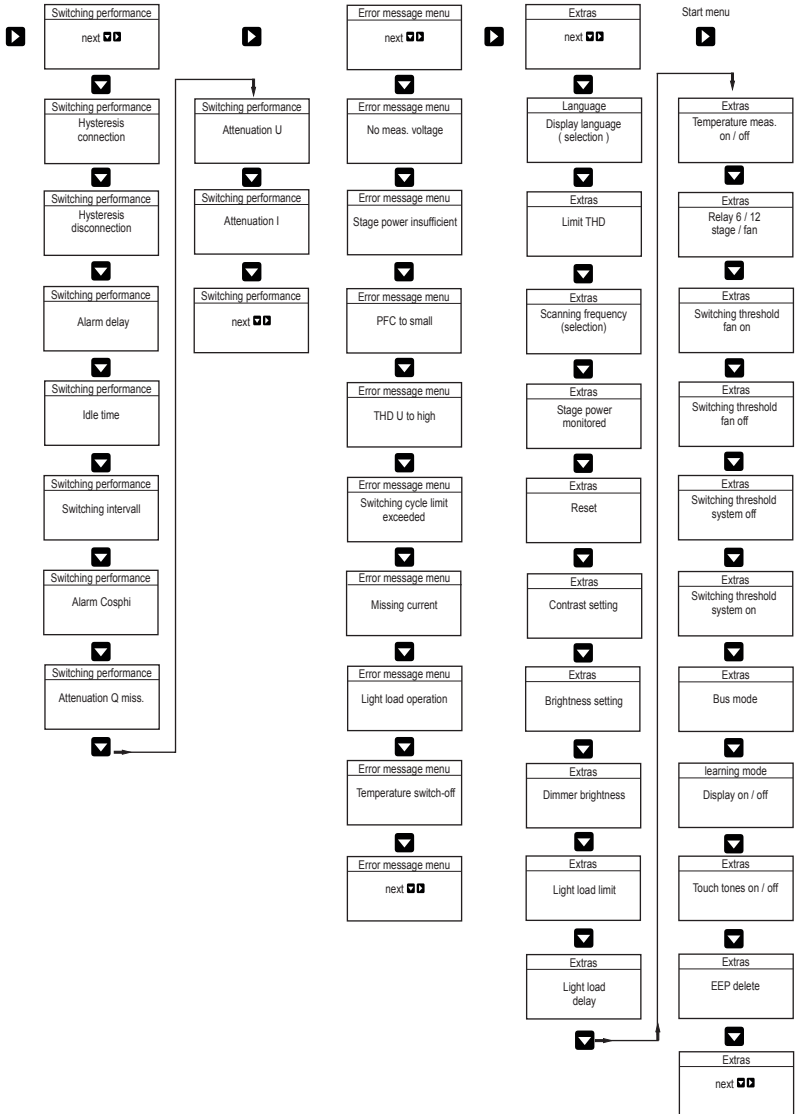 Switching performance
next
Switching performance
Hysteresis
connection
Switching performance
Hysteresis
disconnection
Switching performance
Alarm delay
Switching performance
Idle time
Switching performance
Switching intervall
Switching performance
Alarm Cosphi
Switching performance
Attenuation Q miss.
Switching performance
Attenuation U
Switching performance
Attenuation I
Switching performance
next
Error message menu
next
Error message menu
No meas. voltage
Error message menu
Stage power insufficient
Error message menu
PFC to small
Error message menu
THD U to high
Error message menu
Switching cycle limit
exceeded
Error message menu
Missing current
Error message menu
Light load operation
Error message menu
Temperature switch-off
Error message menu
next
Extras
next
Language
Display language
( selection )
Extras
Limit THD
Extras
Scanning frequency
(selection)
Extras
Stage power
monitored
Extras
Reset
Extras
Contrast setting
Extras
Brightness setting
Extras
Dimmer brightness
Extras
Light load limit
Extras
Light load
delay
Start menu
Extras
Temperature meas.
on / off
Extras
Relay 6 / 12
stage / fan
Extras
Switching threshold
fan on
Extras
Switching threshold
fan off
Extras
Switching threshold
system off
Extras
Switching threshold
system on
Extras
Bus mode
learning mode
Display on / off
Extras
Touch tones on / off
Extras
EEP delete
Extras
next